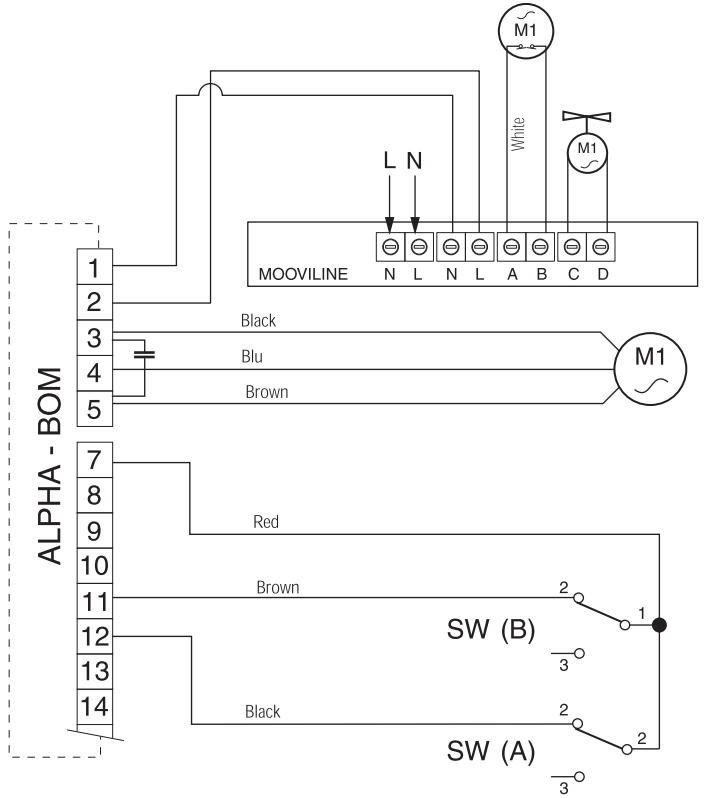 M1
White
M1
L N
MOOVILINE N L N L A B C D
ALPHA - BOM
1
2
3
4
5
Black
Blu
Brown
M1
7
8
9
10
11
12
13
14
Red
Brown
2
1
SW (B)
3
Black
2
2
SW (A)
3